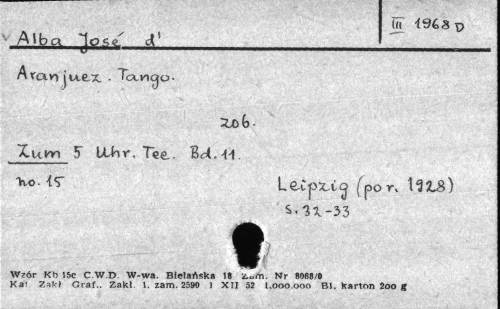 Alba José d'
III 1968 D
Aranjuez. Tango.
zob.
Zum 5 Uhr. Tee. Bd. 11.
no. 15
Leipzig (por. 1928)
s. 32-33
Wzór Kb 15c C.W.D. W-wa. Bielańska 18 Zam. Nr 8068/0
Kat Zakł Graf.. Zakł. 1. zam. 2590 1 XII 52 1.000.000 Bl. karton 200 g